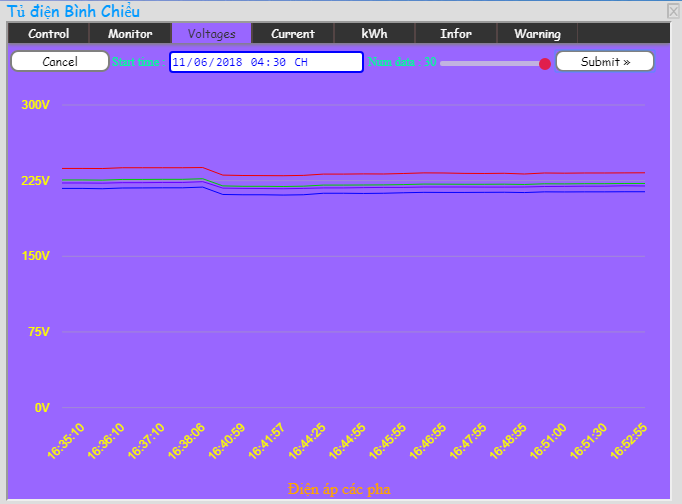 Tủ điện Bình Chiểu
Control Monitor Voltages Current kWh Infor Warning
Cancel Start time : 11/06/2018 04:30 CH Num data : 30 Submit »
300V
225V
150V
75V
0V
16:35:10 16:36:10 16:37:10 16:38:06 16:40:59 16:41:57 16:44:25 16:44:55 16:45:55 16:46:55 16:47:55 16:48:55 16:51:00 16:51:30 16:52:55
Điện áp các pha